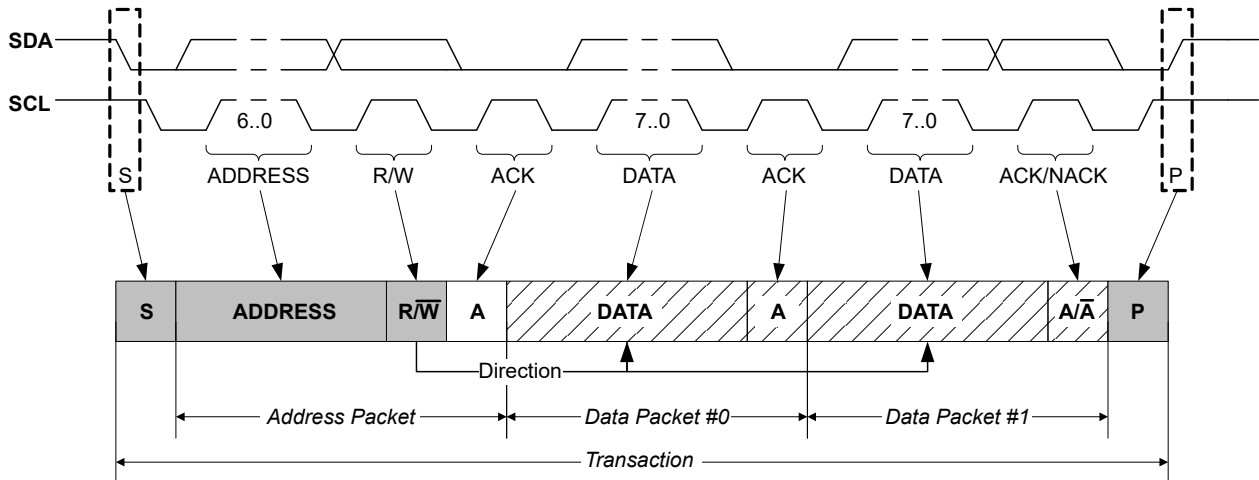 SDA
SCL
6..0 7..0 7..0
S ADDRESS R/W ACK DATA ACK DATA ACK/NACK P
S ADDRESS R/W̅ A DATA A DATA A/A̅ P
Direction
Address Packet Data Packet #0 Data Packet #1
Transaction